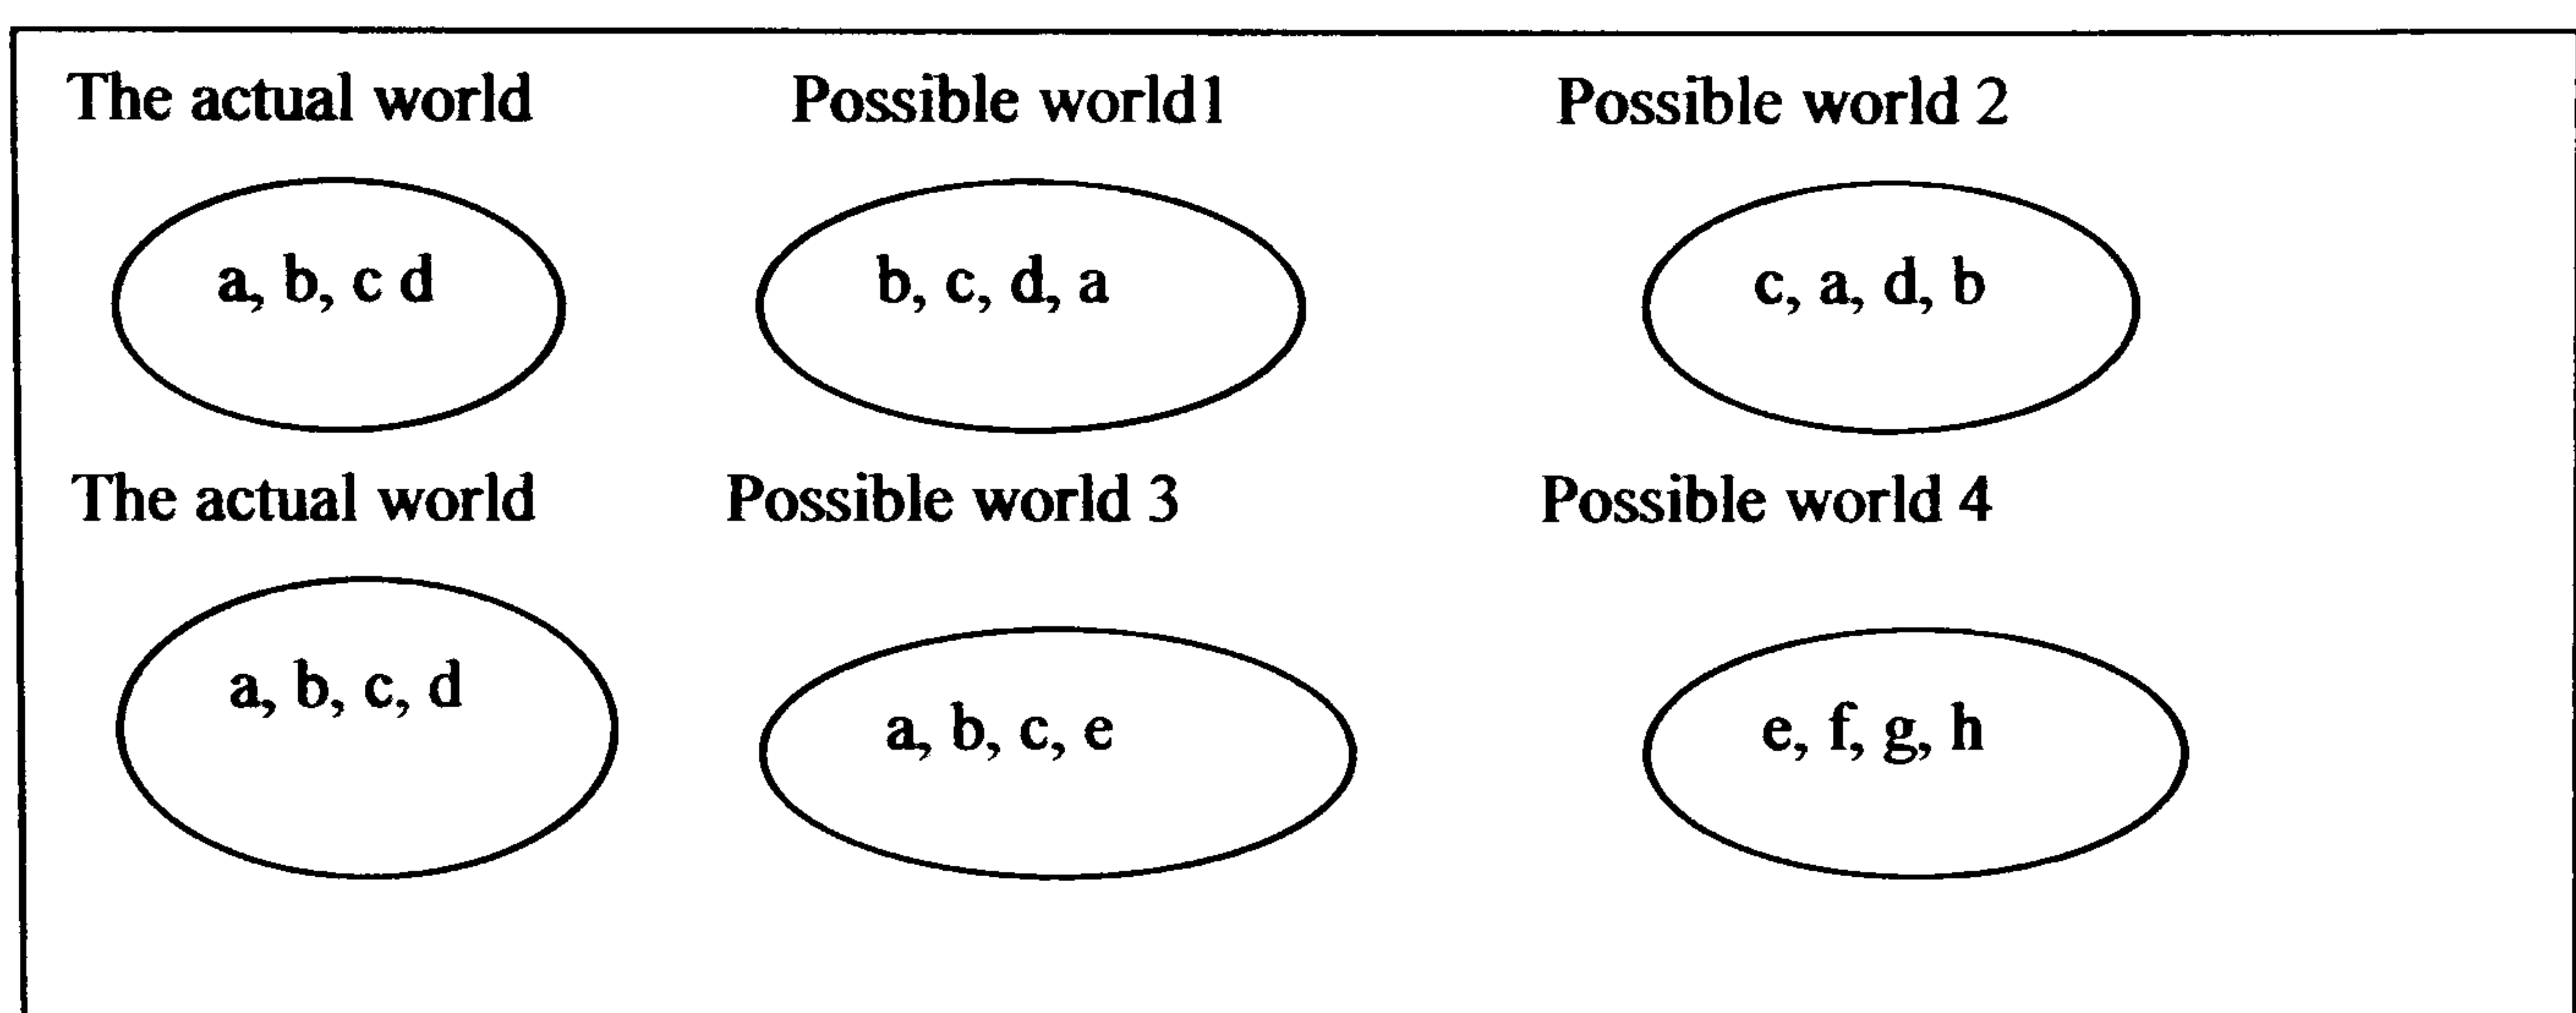 The actual world Possible world1 Possible world 2
a, b, c d b, c, d, a c, a, d, b
The actual world Possible world 3 Possible world 4
a, b, c, d a, b, c, e e, f, g, h